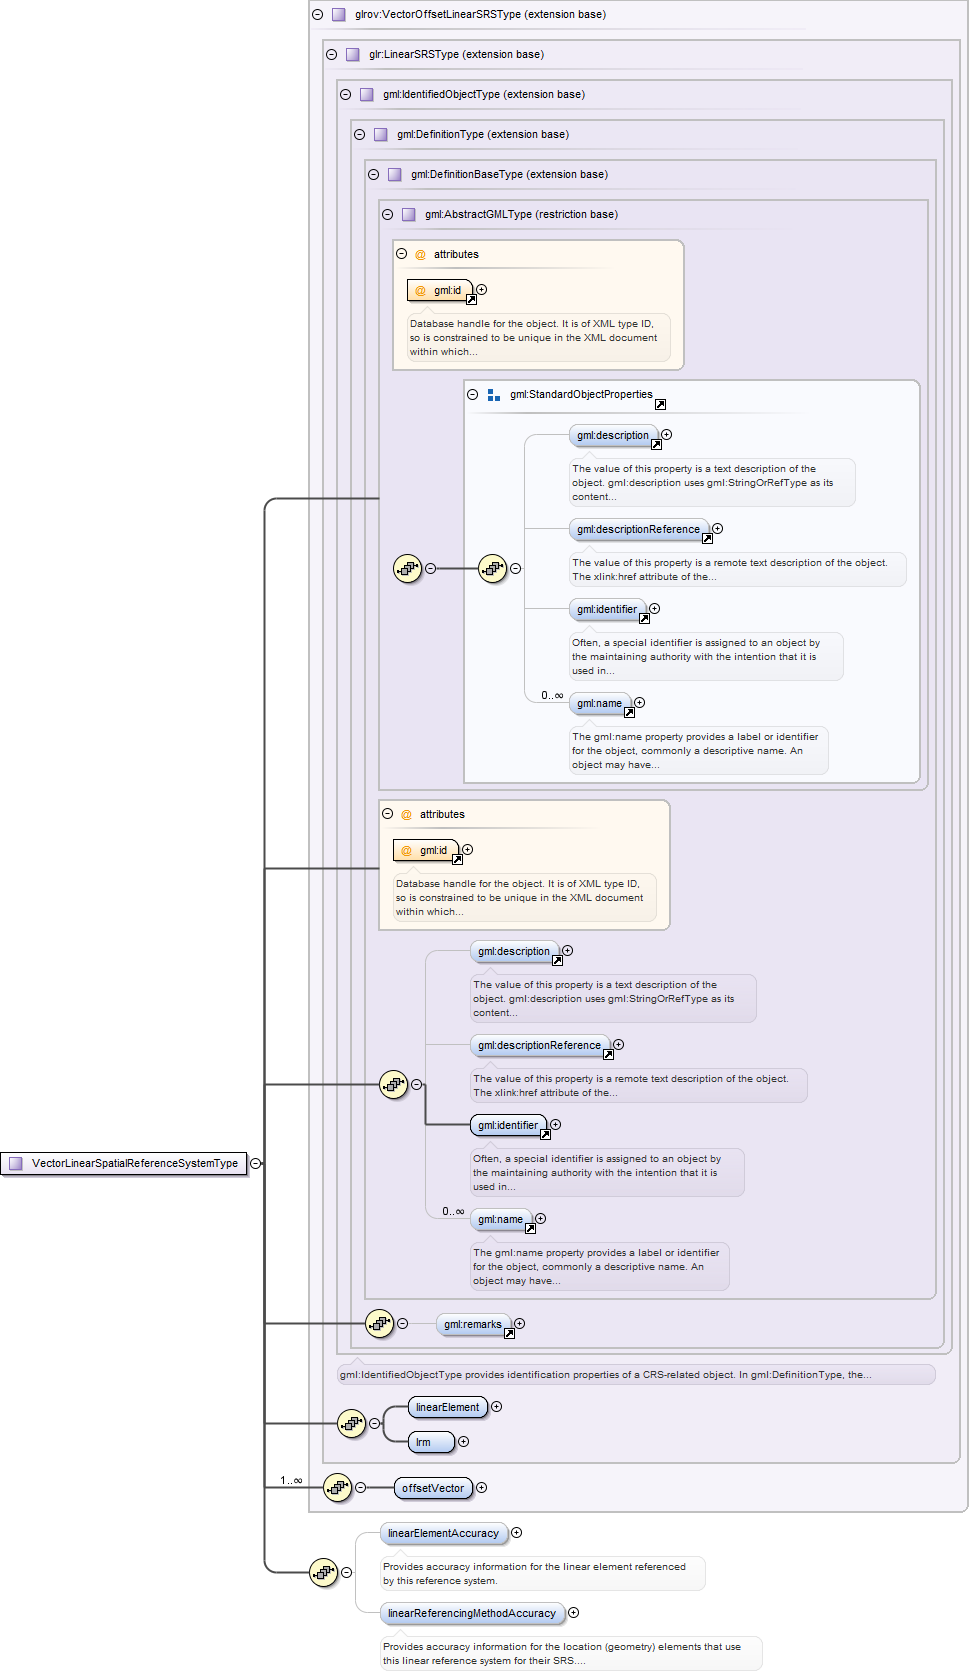 glrov:VectorOffsetLinearSRSType (extension base)
glr:LinearSRSType (extension base)
gml:IdentifiedObjectType (extension base)
gml:DefinitionType (extension base)
gml:DefinitionBaseType (extension base)
gml:AbstractGMLType (restriction base)
@ attributes
@ gml:id
Database handle for the object. It is of XML type ID,
so is constrained to be unique in the XML document
within which...
gml:StandardObjectProperties
gml:description
The value of this property is a text description of the
object. gml:description uses gml:StringOrRefType as its
content...
gml:descriptionReference
The value of this property is a remote text description of the object.
The xlink:href attribute of the...
gml:identifier
Often, a special identifier is assigned to an object by
the maintaining authority with the intention that it is
used in...
0..∞
gml:name
The gml:name property provides a label or identifier
for the object, commonly a descriptive name. An
object may have...
@ attributes
@ gml:id
Database handle for the object. It is of XML type ID,
so is constrained to be unique in the XML document
within which...
gml:description
The value of this property is a text description of the
object. gml:description uses gml:StringOrRefType as its
content...
gml:descriptionReference
The value of this property is a remote text description of the object.
The xlink:href attribute of the...
gml:identifier
Often, a special identifier is assigned to an object by
the maintaining authority with the intention that it is
used in...
VectorLinearSpatialReferenceSystemType
0..∞
gml:name
The gml:name property provides a label or identifier
for the object, commonly a descriptive name. An
object may have...
gml:remarks
gml:IdentifiedObjectType provides identification properties of a CRS-related object. In gml:DefinitionType, the...
linearElement
lrm
1..∞
offsetVector
linearElementAccuracy
Provides accuracy information for the linear element referenced
by this reference system.
linearReferencingMethodAccuracy
Provides accuracy information for the location (geometry) elements that use
this linear reference system for their SRS....